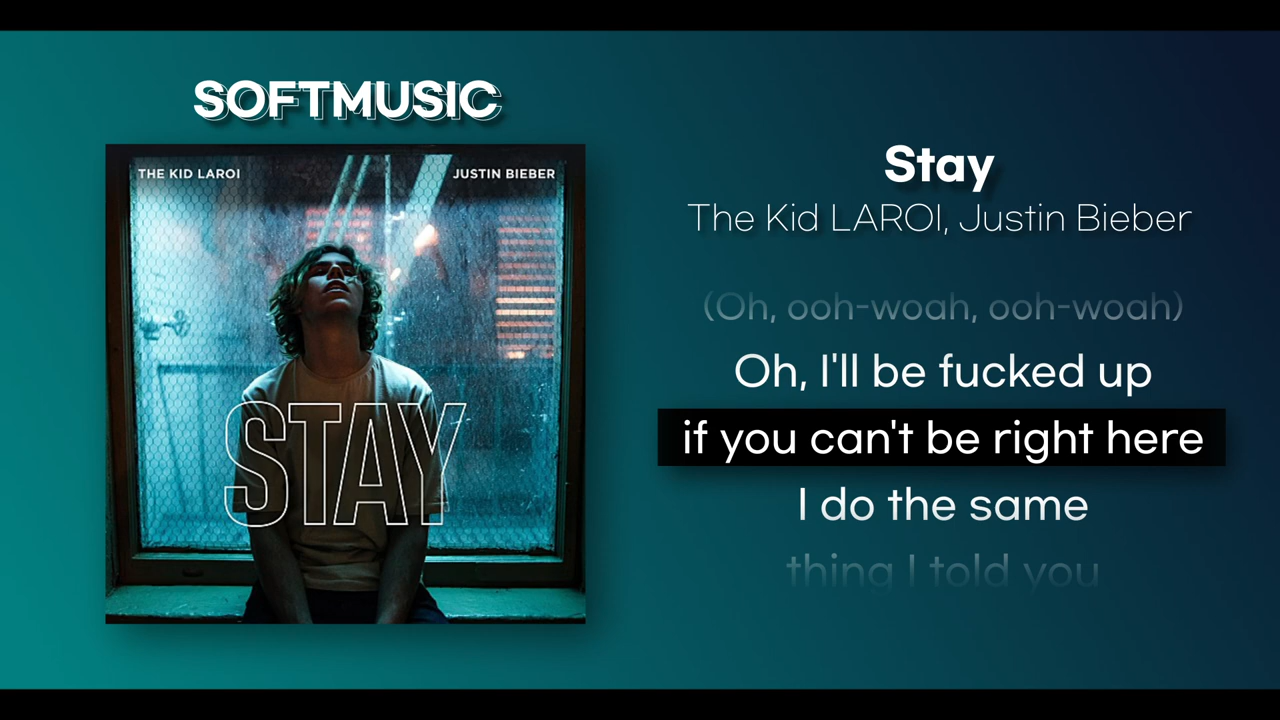 SOFTMUSIC
THE KID LAROI
JUSTIN BIEBER
STAY
Stay
The Kid LAROI, Justin Bieber
(Oh, ooh-woah, ooh-woah)
Oh, I'll be fucked up
if you can't be right here
I do the same
thing I told you